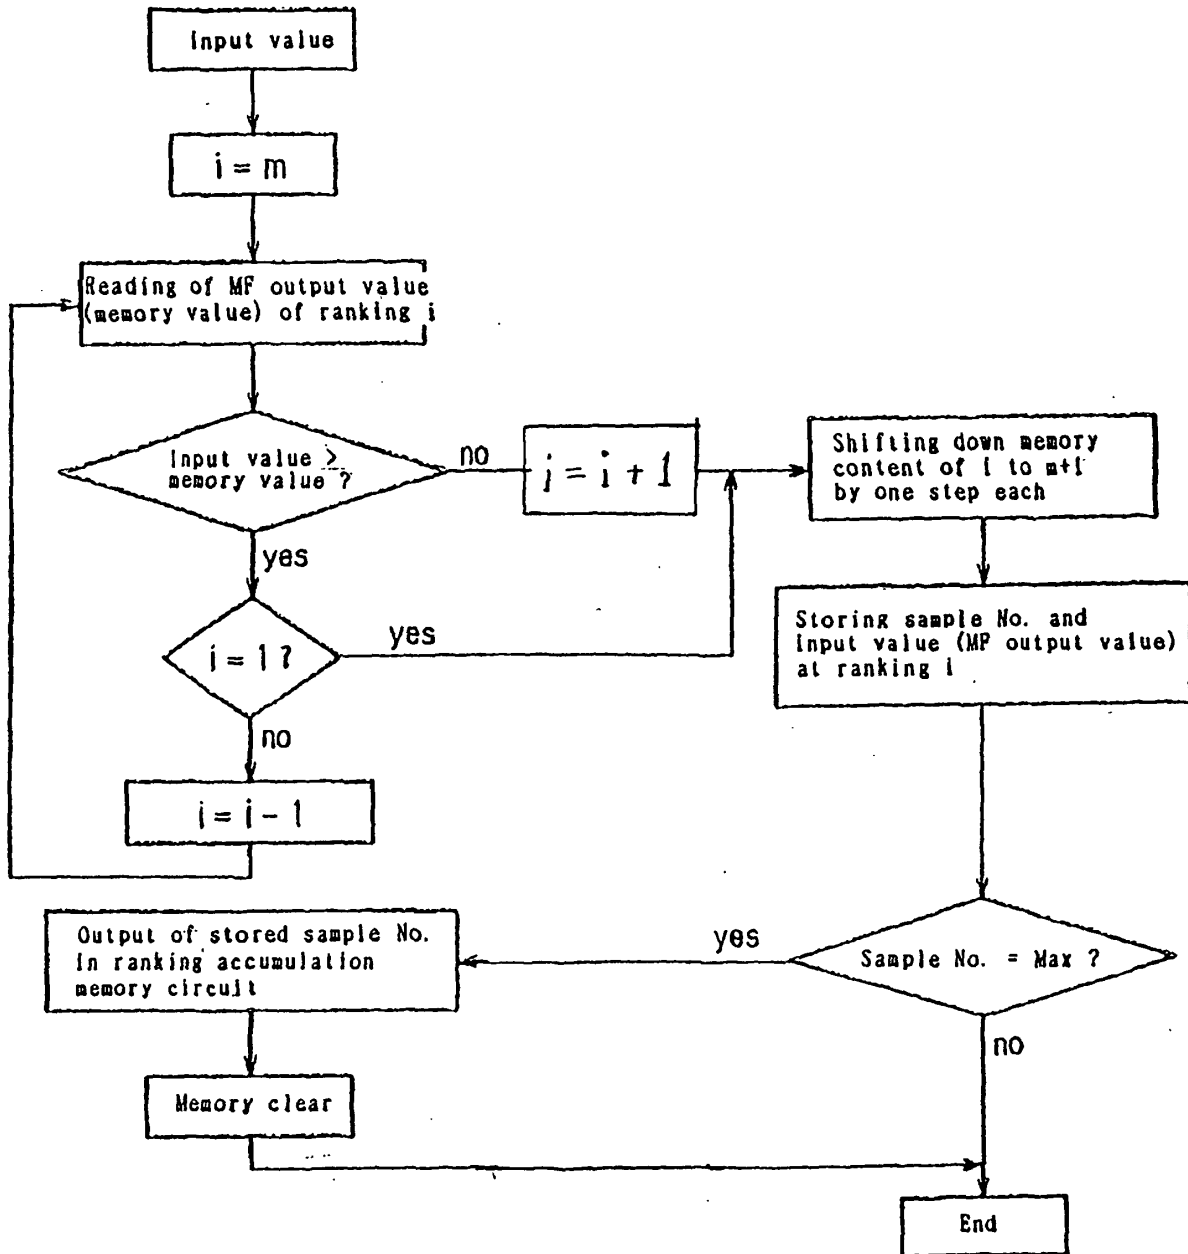 Input value
i = m
Reading of MF output value
(memory value) of ranking i
Input value >
memory value ?
no
i = i + 1
Shifting down memory
content of i to m+1
by one step each
yes
i = 1 ?
yes
Storing sample No. and
input value (MF output value)
at ranking i
no
i = i - 1
Output of stored sample No.
in ranking accumulation
memory circuit
yes
Sample No. = Max ?
no
Memory clear
End